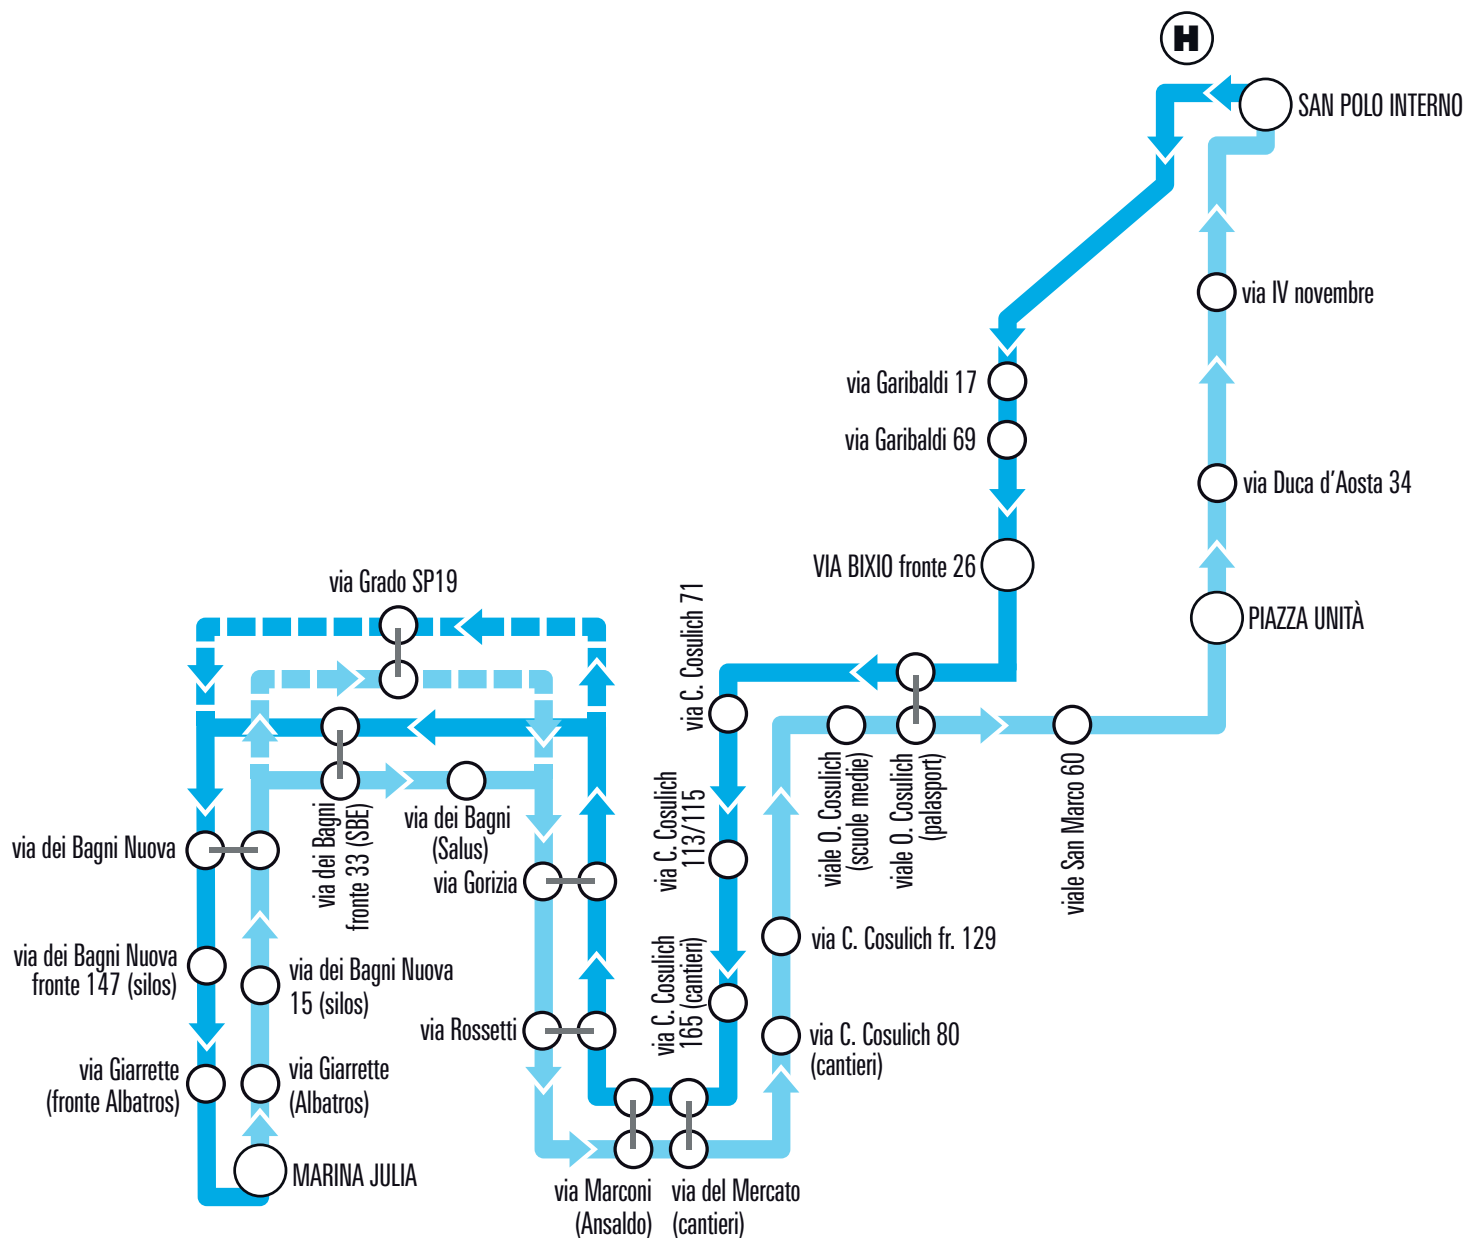 H
SAN POLO INTERNO
via IV novembre
via Garibaldi 17
via Garibaldi 69
via Duca d'Aosta 34
VIA BIXIO fronte 26
via Grado SP19
PIAZZA UNITÀ
via C. Cosulich 71
via C. Cosulich
113/115
via C. Cosulich
165 (cantieri)
viale O. Cosulich
(scuole medie)
viale O. Cosulich
(palasport)
viale San Marco 60
via dei Bagni
fronte 33 (SBE)
via dei Bagni
(Salus)
via dei Bagni Nuova
via Gorizia
via C. Cosulich fr. 129
via dei Bagni Nuova
fronte 147 (silos)
via dei Bagni Nuova
15 (silos)
via Rossetti
via C. Cosulich 80
(cantieri)
via Giarrette
(fronte Albatros)
via Giarrette
(Albatros)
MARINA JULIA
via Marconi
(Ansaldo)
via del Mercato
(cantieri)